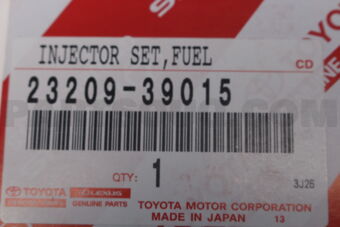 INJECTOR SET, FUEL
CD
23209-39015
QTY: 1
3J26
TOYOTA LEXUS
GENUINE PARTS
TOYOTA MOTOR CORPORATION
MADE IN JAPAN 13